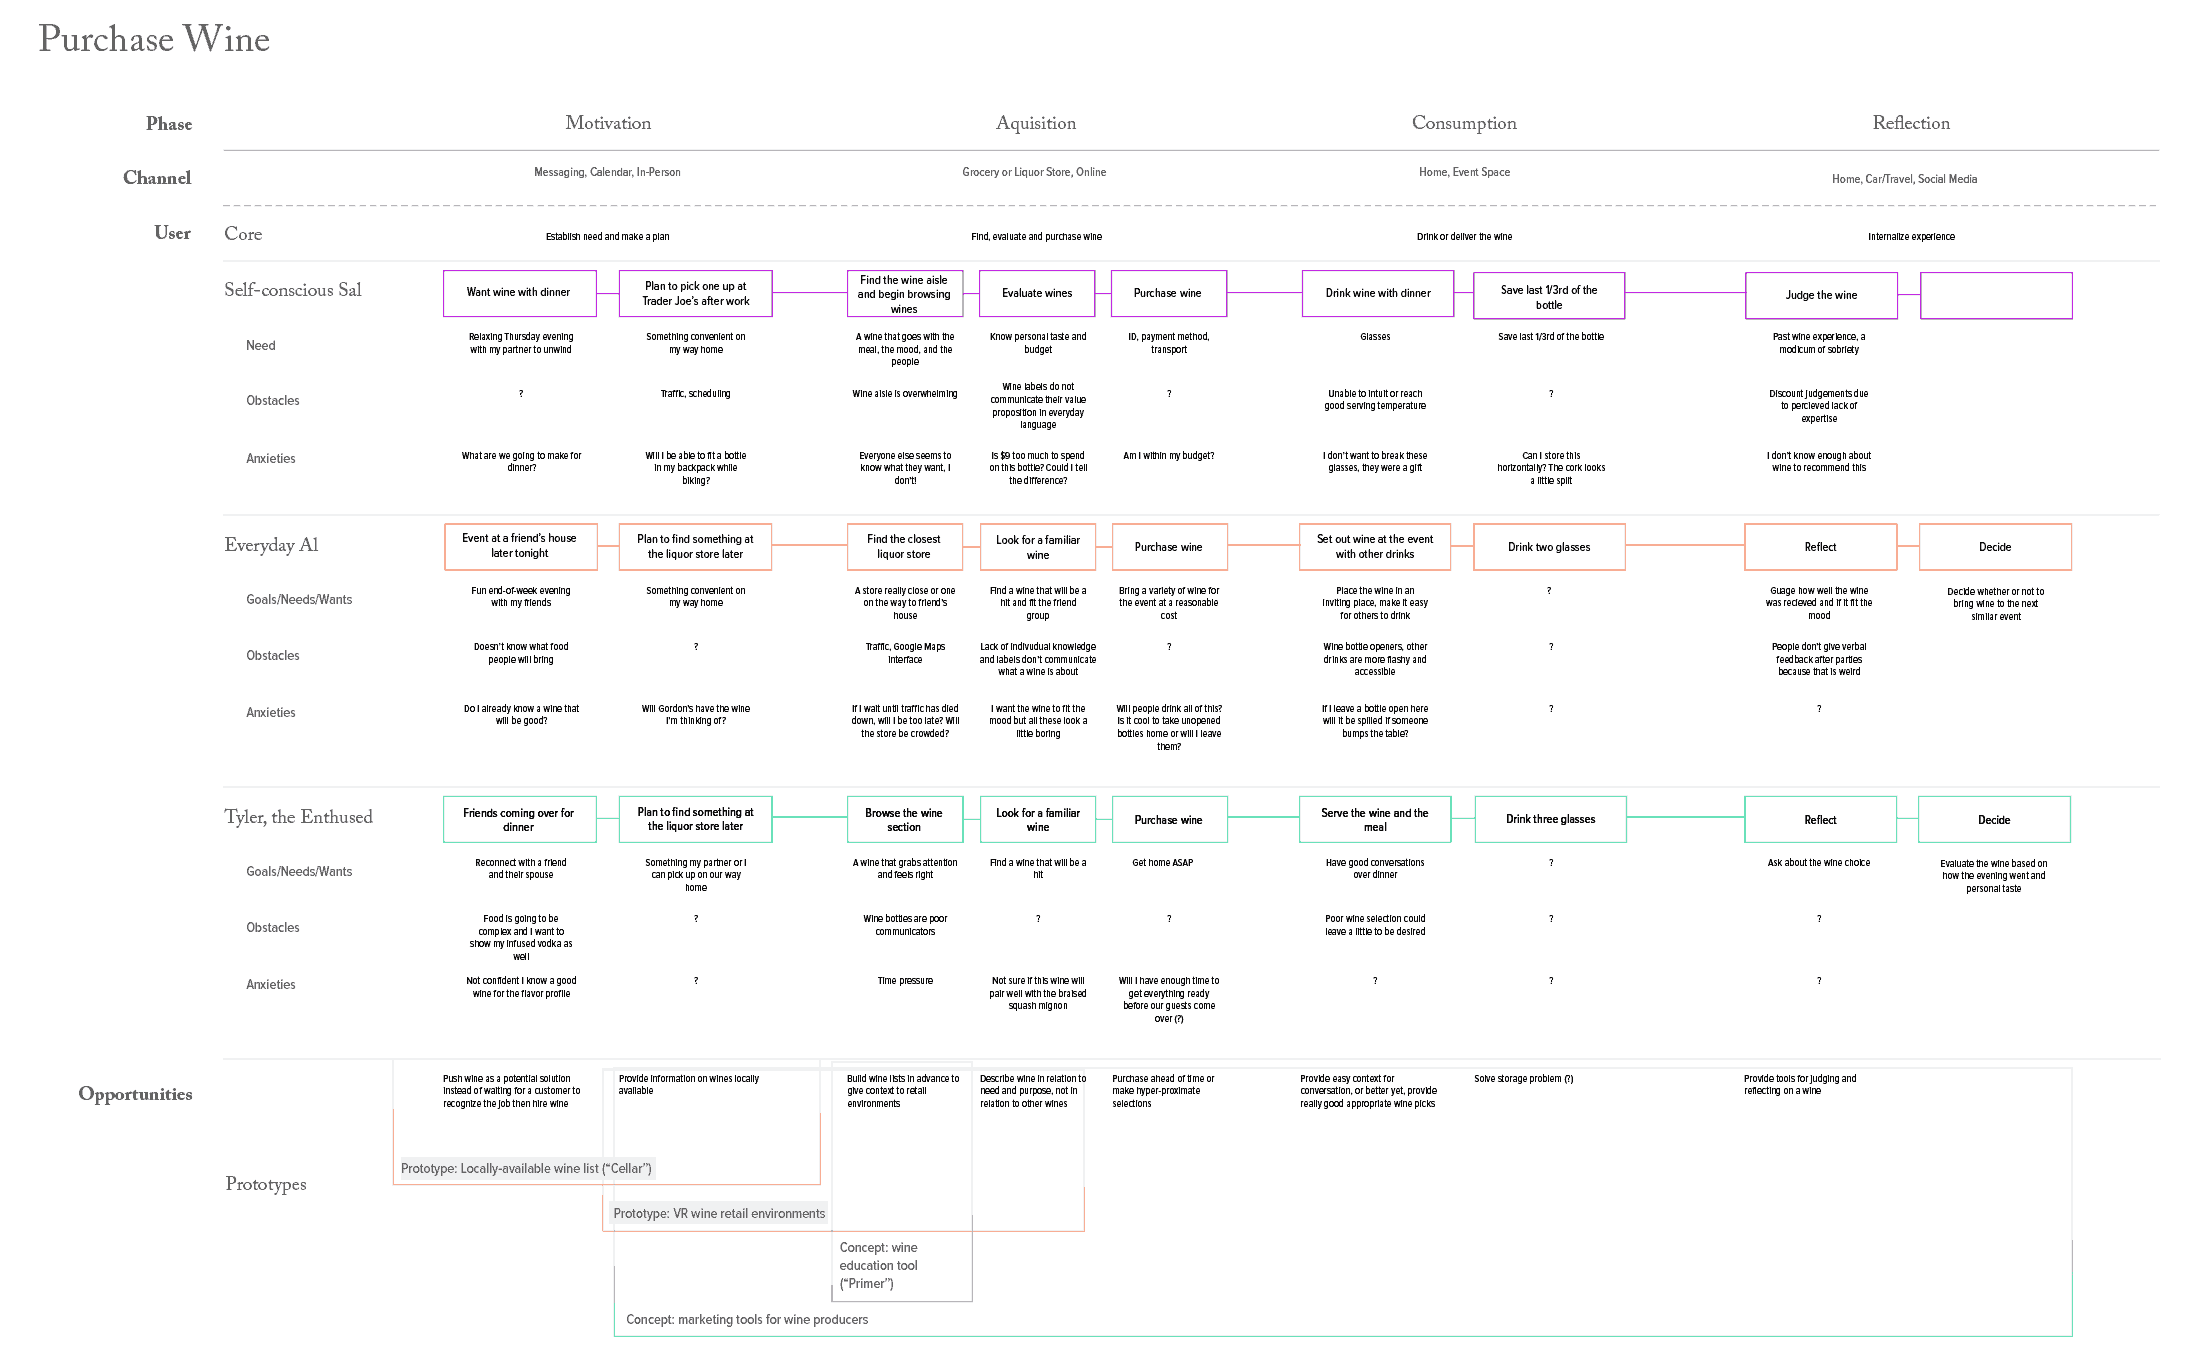 Purchase Wine
Phase
Motivation
Aquisition
Consumption
Reflection
Channel
Messaging, Calendar, In-Person
Grocery or Liquor Store, Online
Home, Event Space
Home, Car/Travel, Social Media
User
Core
Establish need and make a plan
Find, evaluate and purchase wine
Drink or deliver the wine
Internalize experience
Self-conscious Sal
Want wine with dinner
Plan to pick one up at
Trader Joe's after work
Find the wine aisle
and begin browsing
wines
Evaluate wines
Purchase wine
Drink wine with dinner
Save last 1/3rd of the
bottle
Judge the wine
Need
Relaxing Thursday evening
with my partner to unwind
Something convenient on
my way home
A wine that goes with the
meal, the mood, and the
people
Know personal taste and
budget
ID, payment method,
transport
Glasses
Save last 1/3rd of the bottle
Past wine experience, a
modicum of sobriety
Obstacles
?
Traffic, scheduling
Wine aisle is overwhelming
Wine labels do not
communicate their value
proposition in everyday
language
?
Unable to intuit or reach
good serving temperature
?
Discount judgements due
to percieved lack of
expertise
Anxieties
What are we going to make for
dinner?
Will I be able to fit a bottle
in my backpack while
biking?
Everyone else seems to
know what they want, I
don't!
Is $9 too much to spend
on this bottle? Could I tell
the difference?
Am I within my budget?
I don't want to break these
glasses, they were a gift
Can I store this
horizontally? The cork looks
a little split
I don't know enough about
wine to recommend this
Everyday Al
Event at a friend's house
later tonight
Plan to find something at
the liquor store later
Find the closest
liquor store
Look for a familiar
wine
Purchase wine
Set out wine at the event
with other drinks
Drink two glasses
Reflect
Decide
Goals/Needs/Wants
Fun end-of-week evening
with my friends
Something convenient on
my way home
A store really close or one
on the way to friend's
house
Find a wine that will be a
hit and fit the friend
group
Bring a variety of wine for
the event at a reasonable
cost
Place the wine in an
inviting place, make it easy
for others to drink
?
Guage how well the wine
was recieved and if it fit the
mood
Decide whether or not to
bring wine to the next
similar event
Obstacles
Doesn't know what food
people will bring
?
Traffic, Google Maps
interface
Lack of indivudual knowledge
and labels don't communicate
what a wine is about
?
Wine bottle openers, other
drinks are more flashy and
accessible
?
People don't give verbal
feedback after parties
because that is weird
Anxieties
Do I already know a wine that
will be good?
Will Gordon's have the wine
I'm thinking of?
If I wait until traffic has died
down, will I be too late? Will
the store be crowded?
I want the wine to fit the
mood but all these look a
little boring
Will people drink all of this?
Is it cool to take unopened
bottles home or will I leave
them?
If I leave a bottle open here
will it be spilled if someone
bumps the table?
?
?
Tyler, the Enthused
Friends coming over for
dinner
Plan to find something at
the liquor store later
Browse the wine
section
Look for a familiar
wine
Purchase wine
Serve the wine and the
meal
Drink three glasses
Reflect
Decide
Goals/Needs/Wants
Reconnect with a friend
and their spouse
Something my partner or I
can pick up on our way
home
A wine that grabs attention
and feels right
Find a wine that will be a
hit
Get home ASAP
Have good conversations
over dinner
?
Ask about the wine choice
Evaluate the wine based on
how the evening went and
personal taste
Obstacles
Food is going to be
complex and I want to
show my infused vodka as
well
?
Wine bottles are poor
communicators
?
?
Poor wine selection could
leave a little to be desired
?
?
Anxieties
Not confident I know a good
wine for the flavor profile
?
Time pressure
Not sure if this wine will
pair well with the braised
squash mignon
Will I have enough time to
get everything ready
before our guests come
over (?)
?
?
?
Opportunities
Push wine as a potential solution
instead of waiting for a customer to
recognize the job then hire wine
Provide information on wines locally
available
Build wine lists in advance to
give context to retail
environments
Describe wine in relation to
need and purpose, not in
relation to other wines
Purchase ahead of time or
make hyper-proximate
selections
Provide easy context for
conversation, or better yet, provide
really good appropriate wine picks
Solve storage problem (?)
Provide tools for judging and
reflecting on a wine
Prototypes
Prototype: Locally-available wine list (“Cellar”)
Prototype: VR wine retail environments
Concept: wine
education tool
(“Primer”)
Concept: marketing tools for wine producers